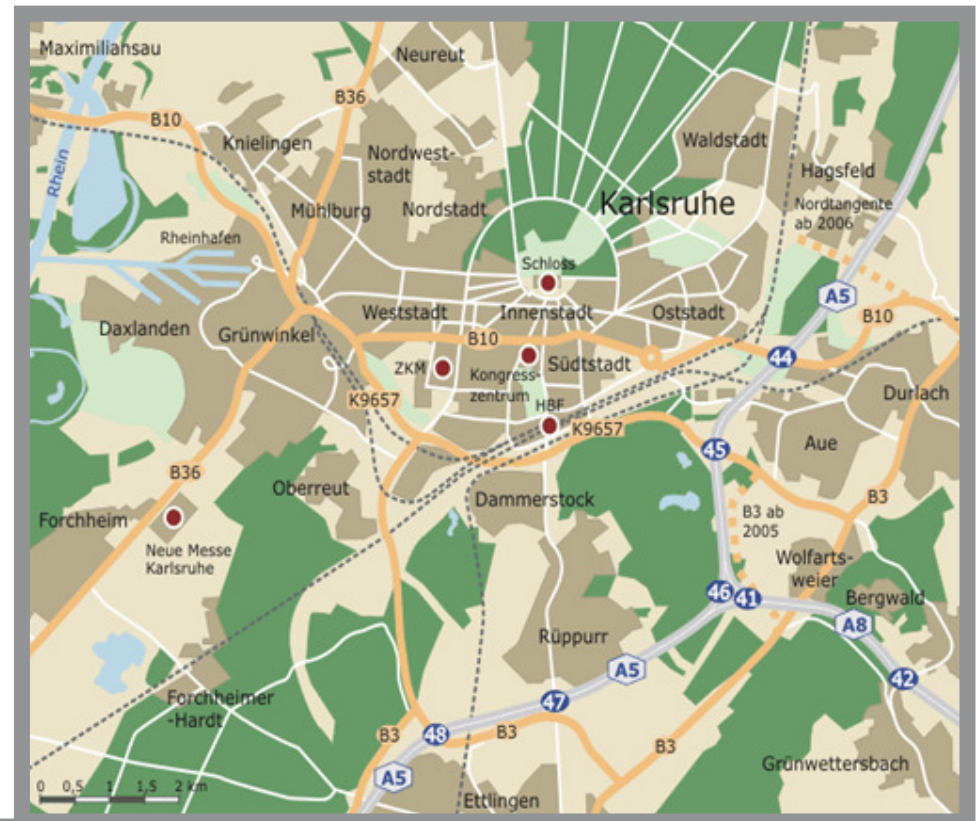 Maximiliansau
Neureut
B36
B10
Knielingen
Nordwest-
stadt
Waldstadt
Hagsfeld
Rhein
Mühlburg
Nordstadt
Karlsruhe
Nordtangente
ab 2006
Rheinhafen
Schloss
A5
Daxlanden
Grünwinkel
Weststadt
Innenstadt
Oststadt
B10
B10
44
ZKM
Kongress-
zentrum
Südtstadt
Durlach
K9657
HBF
K9657
45
Aue
B36
Oberreut
Dammerstock
B3
Forchheim
B3 ab
2005
Neue Messe
Karlsruhe
Wolfarts-
weier
46
41
Bergwald
A8
Rüppurr
A5
42
Forchheimer
-Hardt
47
B3
48
B3
B3
Grünwettersbach
A5
0 0,5 1 1,5 2 km
Ettlingen